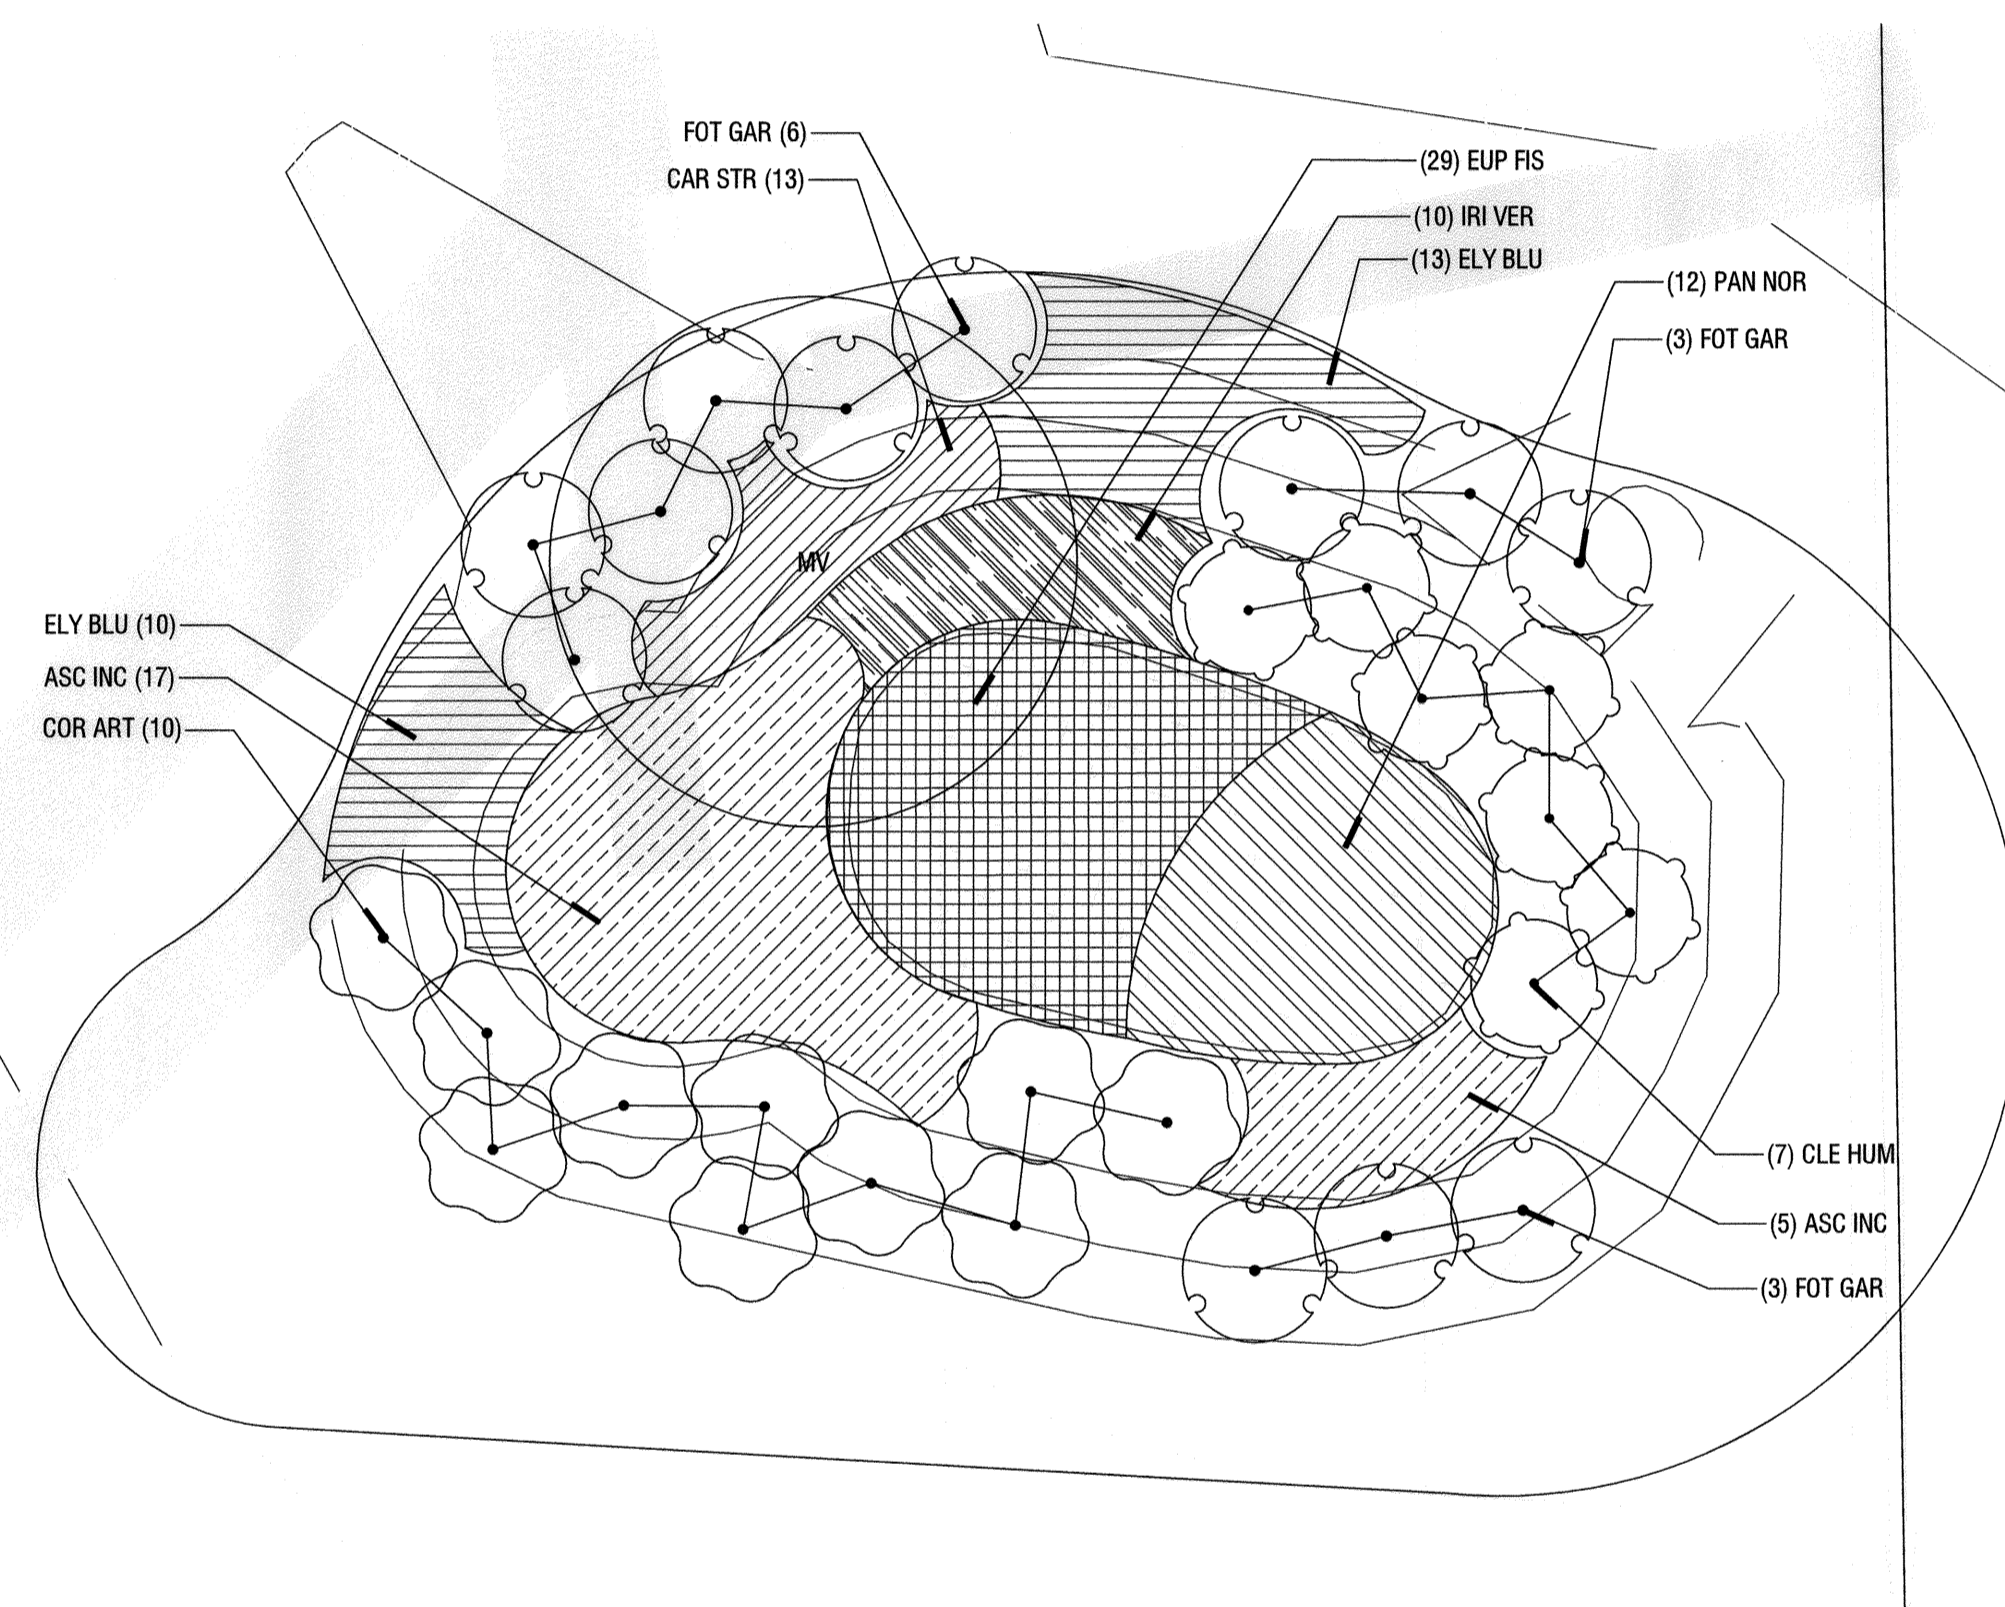 FOT GAR (6)
CAR STR (13)
(29) EUP FIS
(10) IRI VER
(13) ELY BLU
(12) PAN NOR
(3) FOT GAR
MV
ELY BLU (10)
ASC INC (17)
COR ART (10)
(7) CLE HUM
(5) ASC INC
(3) FOT GAR